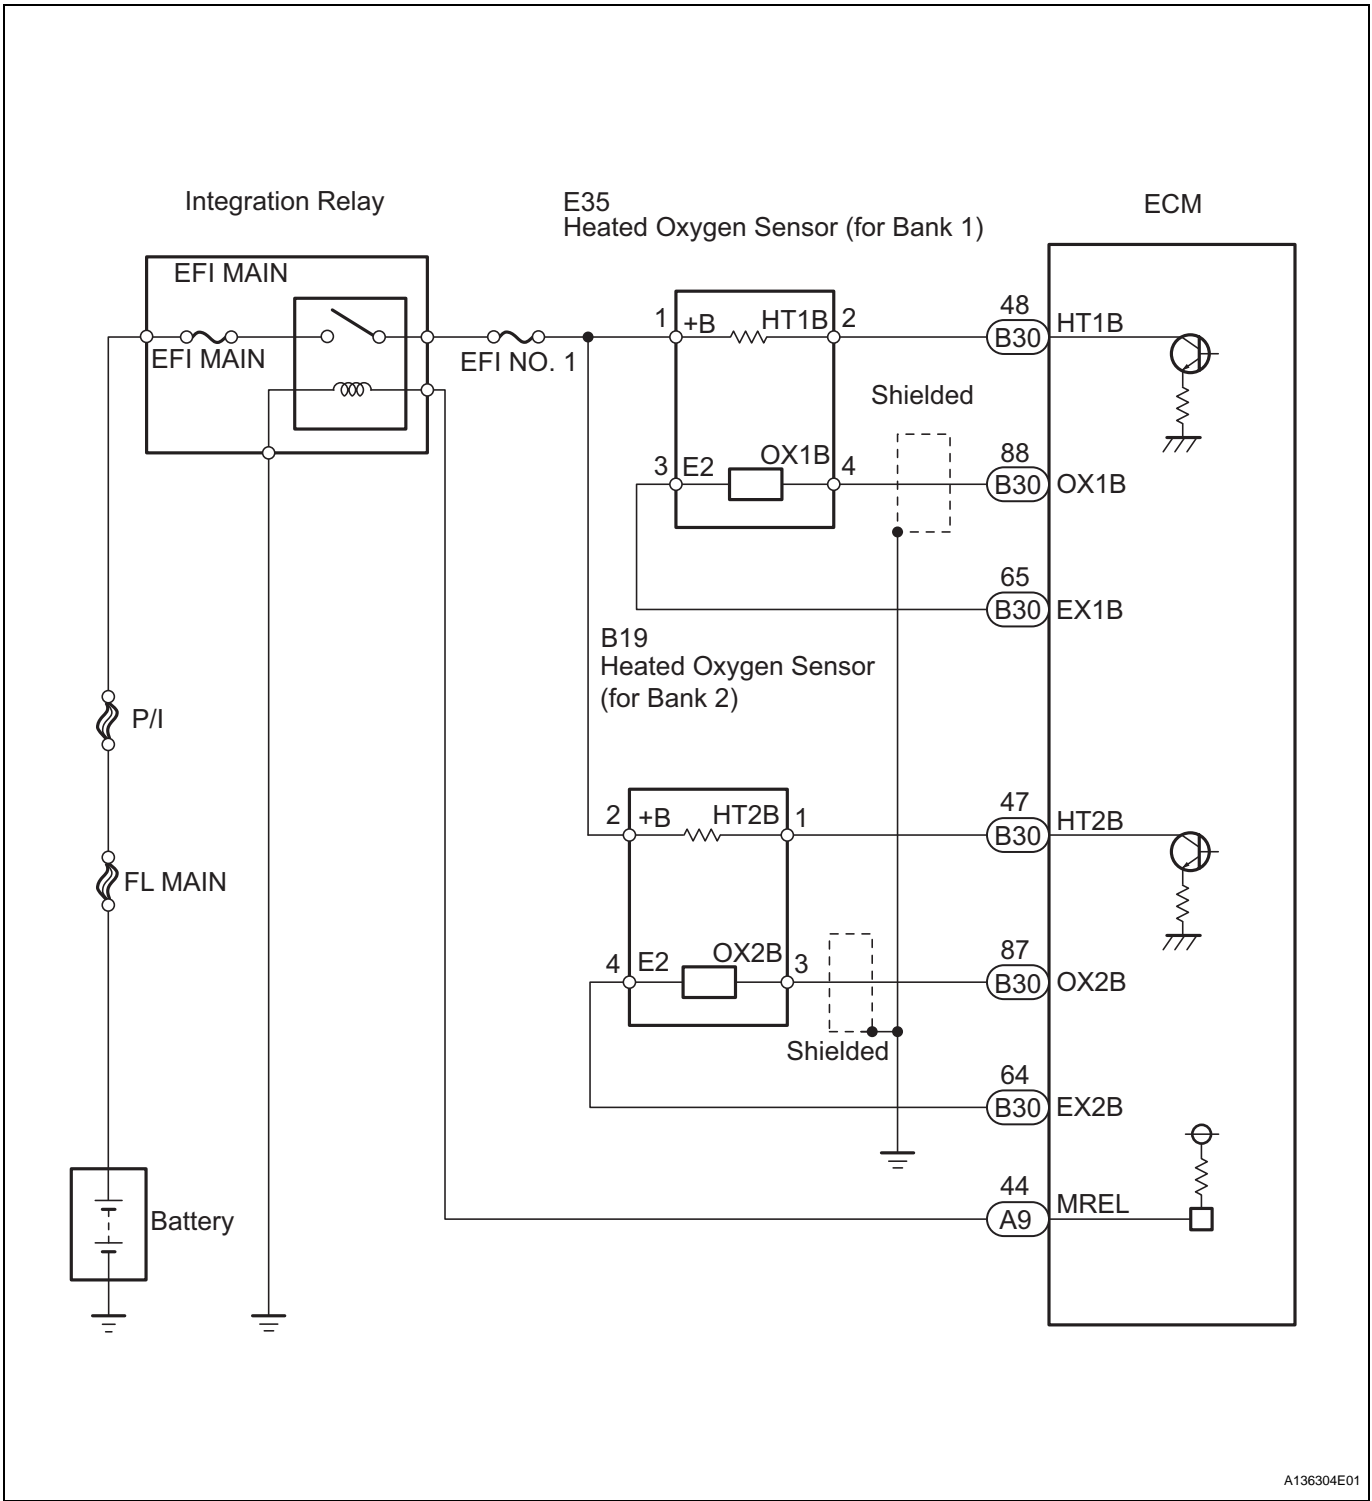 Integration Relay
E35
Heated Oxygen Sensor (for Bank 1)
ECM
EFI MAIN
EFI MAIN
EFI NO. 1
1
+B
HT1B
2
48
B30
HT1B
Shielded
3
E2
OX1B
4
88
B30
OX1B
65
B30
EX1B
B19
Heated Oxygen Sensor
(for Bank 2)
P/I
2
+B
HT2B
1
47
B30
HT2B
FL MAIN
4
E2
OX2B
3
87
B30
OX2B
Shielded
64
B30
EX2B
44
A9
MREL
Battery
A136304E01